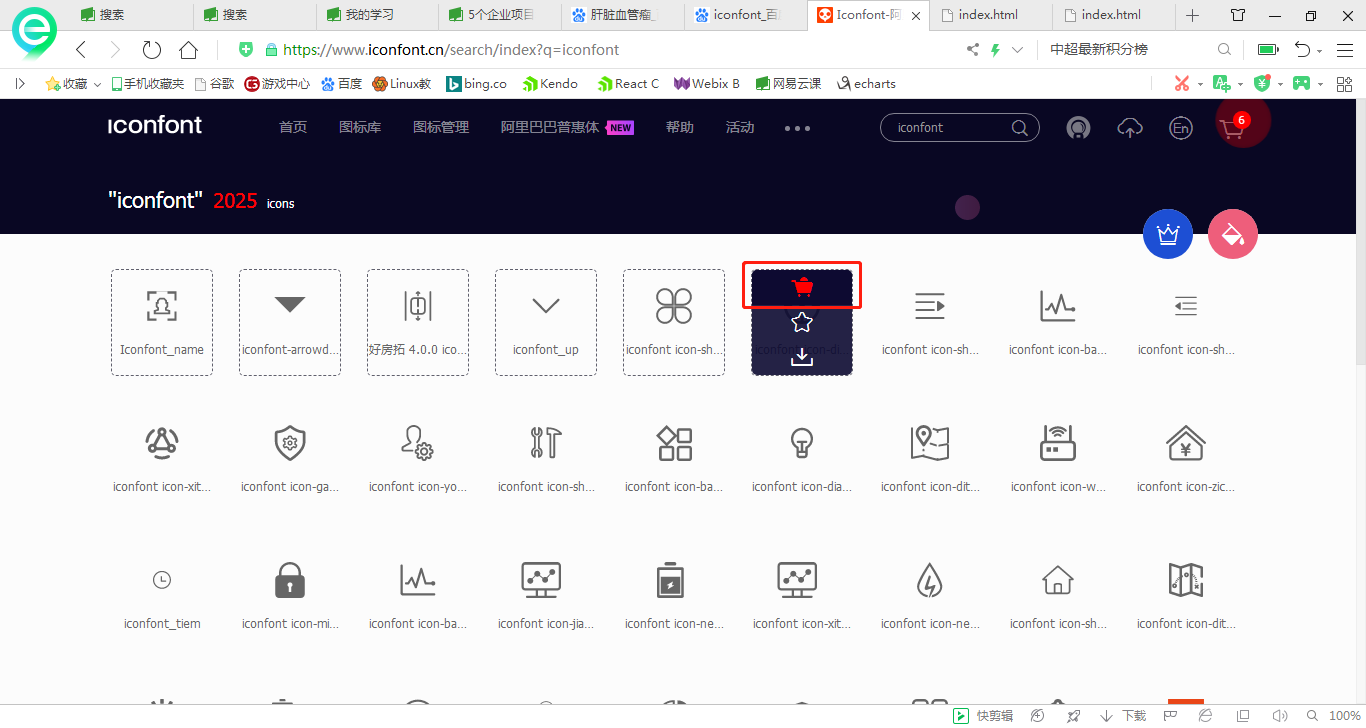 搜索
搜索
我的学习
5个企业项目
肝脏血管瘤_
iconfont_百
Iconfont-阿
index.html
index.html
https://www.iconfont.cn/search/index?q=iconfont
中超最新积分榜
收藏
手机收藏夹
谷歌
游戏中心
百度
Linux教
bing.co
Kendo
React C
Webix B
网易云课
echarts
iconfont
首页
图标库
图标管理
阿里巴巴普惠体
NEW
帮助
活动
iconfont
En
6
"iconfont" 2025 icons
Iconfont_name
iconfont-arrowd...
好房拓 4.0.0 ico...
iconfont_up
iconfont icon-sh...
iconfont icon-di...
iconfont icon-sh...
iconfont icon-ba...
iconfont icon-sh...
iconfont icon-xit...
iconfont icon-ga...
iconfont icon-yo...
iconfont icon-sh...
iconfont icon-ba...
iconfont icon-dia...
iconfont icon-dit...
iconfont icon-w...
iconfont icon-zic...
iconfont_tiem
iconfont icon-mi...
iconfont icon-ba...
iconfont icon-jia...
iconfont icon-ne...
iconfont icon-xit...
iconfont icon-ne...
iconfont icon-sh...
iconfont icon-dit...
快剪辑
下载
100%